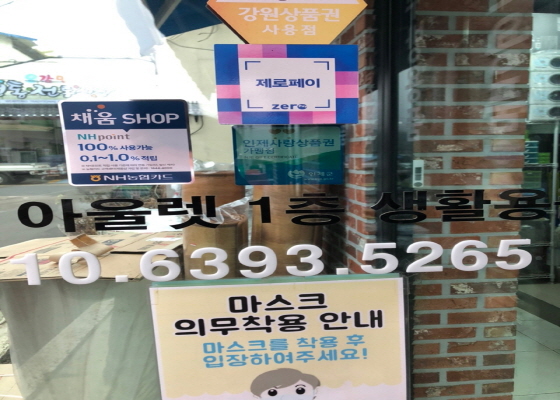 강원상품권
사용점
제로페이
zero
채움 SHOP
NHpoint
100% 사용가능
0.1~1.0% 적립
NH농협카드
인제사랑상품권
가맹점
아울렛 1층 생활용
10.6393.5265
마스크
의무착용 안내
마스크를 착용 후
입장하여주세요!